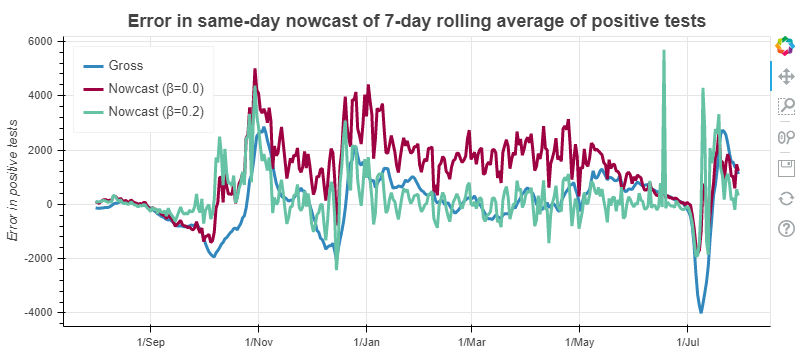 Error in same-day nowcast of 7-day rolling average of positive tests
Error in positive tests
6000
4000
2000
0
-2000
-4000
Gross
Nowcast (β=0.0)
Nowcast (β=0.2)
1/Sep
1/Nov
1/Jan
1/Mar
1/May
1/Jul